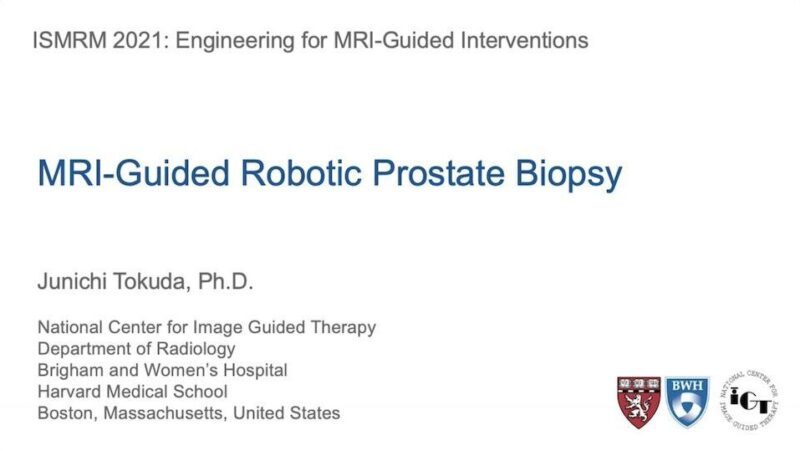 ISMRM 2021: Engineering for MRI-Guided Interventions
MRI-Guided Robotic Prostate Biopsy
Junichi Tokuda, Ph.D.
National Center for Image Guided Therapy
Department of Radiology
Brigham and Women's Hospital
Harvard Medical School
Boston, Massachusetts, United States
BWH
NATIONAL CENTER FOR
IMAGE GUIDED THERAPY
iGT